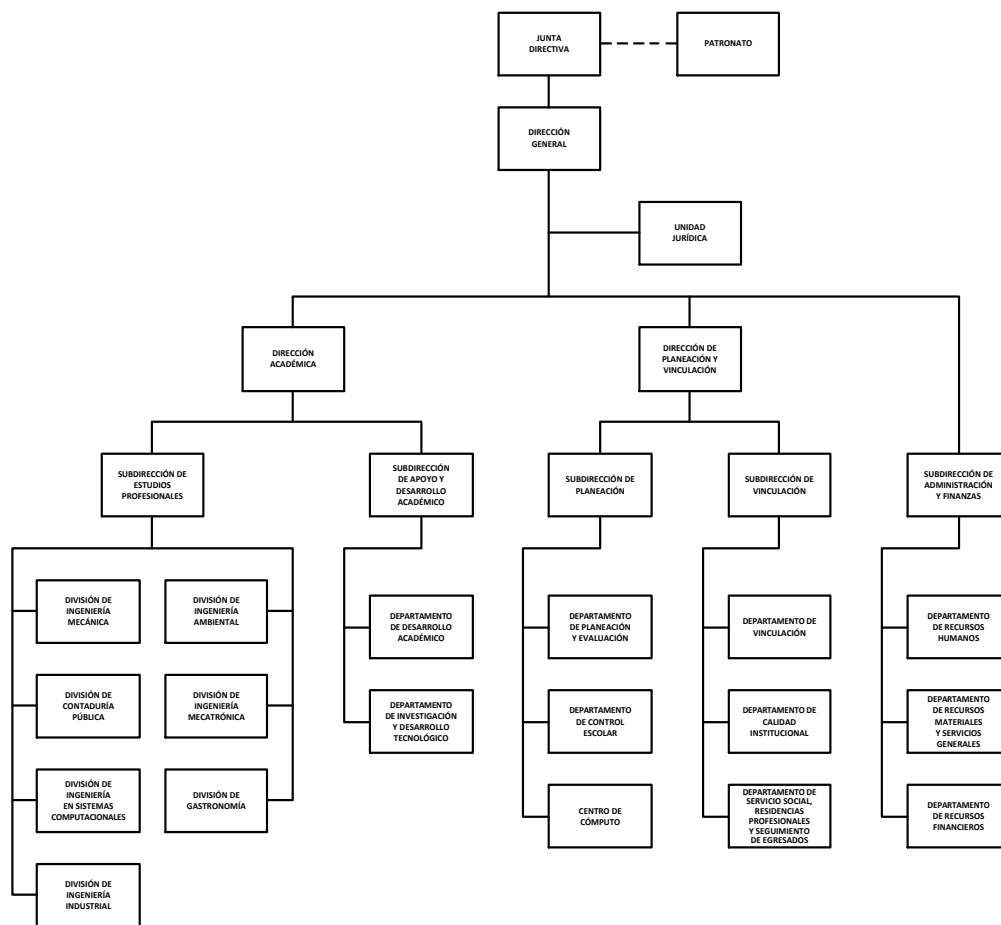 JUNTA
DIRECTIVA
PATRONATO
DIRECCIÓN
GENERAL
UNIDAD
JURÍDICA
DIRECCIÓN
ACADÉMICA
DIRECCIÓN DE
PLANEACIÓN Y
VINCULACIÓN
SUBDIRECCIÓN DE
ESTUDIOS
PROFESIONALES
SUBDIRECCIÓN
DE APOYO Y
DESARROLLO
ACADÉMICO
SUBDIRECCIÓN
DE PLANEACIÓN
SUBDIRECCIÓN DE
VINCULACIÓN
SUBDIRECCIÓN DE
ADMINISTRACIÓN
Y FINANZAS
DIVISIÓN DE
INGENIERÍA
MECÁNICA
DIVISIÓN DE
INGENIERÍA
AMBIENTAL
DEPARTAMENTO
DE DESARROLLO
ACADÉMICO
DEPARTAMENTO
DE PLANEACIÓN
Y EVALUACIÓN
DEPARTAMENTO DE
VINCULACIÓN
DEPARTAMENTO
DE RECURSOS
HUMANOS
DIVISIÓN DE
CONTADURÍA
PÚBLICA
DIVISIÓN DE
INGENIERÍA
MECATRÓNICA
DEPARTAMENTO
DE INVESTIGACIÓN
Y DESARROLLO
TECNOLÓGICO
DEPARTAMENTO
DE CONTROL
ESCOLAR
DEPARTAMENTO DE
CALIDAD
INSTITUCIONAL
DEPARTAMENTO
DE RECURSOS
MATERIALES
Y SERVICIOS
GENERALES
DIVISIÓN DE
INGENIERÍA
EN SISTEMAS
COMPUTACIONALES
DIVISIÓN DE
GASTRONOMÍA
CENTRO DE
CÓMPUTO
DEPARTAMENTO DE
SERVICIO SOCIAL,
RESIDENCIAS
PROFESIONALES
Y SEGUIMIENTO
DE EGRESADOS
DEPARTAMENTO
DE RECURSOS
FINANCIEROS
DIVISIÓN DE
INGENIERÍA
INDUSTRIAL